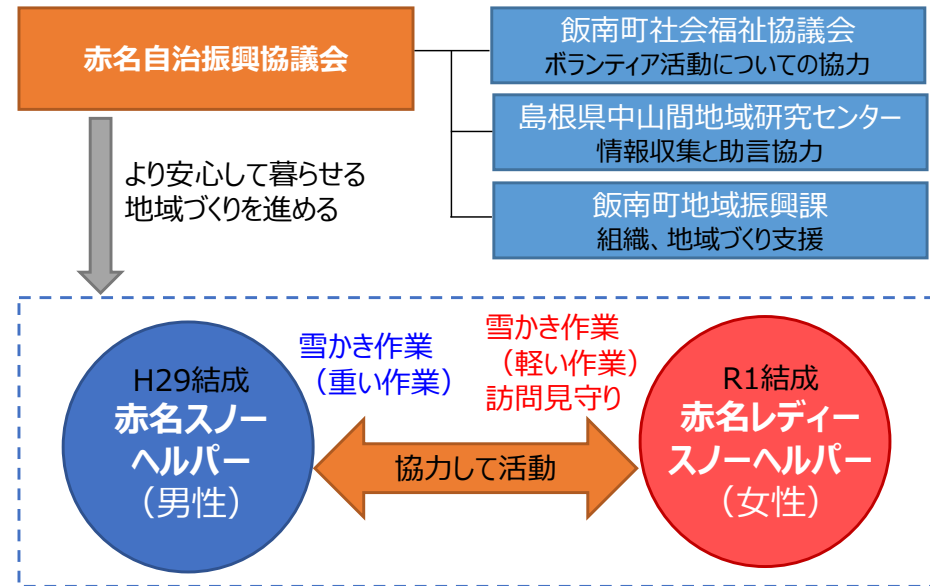 赤名自治振興協議会
飯南町社会福祉協議会
ボランティア活動についての協力
島根県中山間地域研究センター
情報収集と助言協力
飯南町地域振興課
組織、地域づくり支援
より安心して暮らせる
地域づくりを進める
H29結成
赤名スノー
ヘルパー
（男性）
雪かき作業
（重い作業）
雪かき作業
（軽い作業）
訪問見守り
協力して活動
R1結成
赤名レディー
スノーヘルパー
（女性）